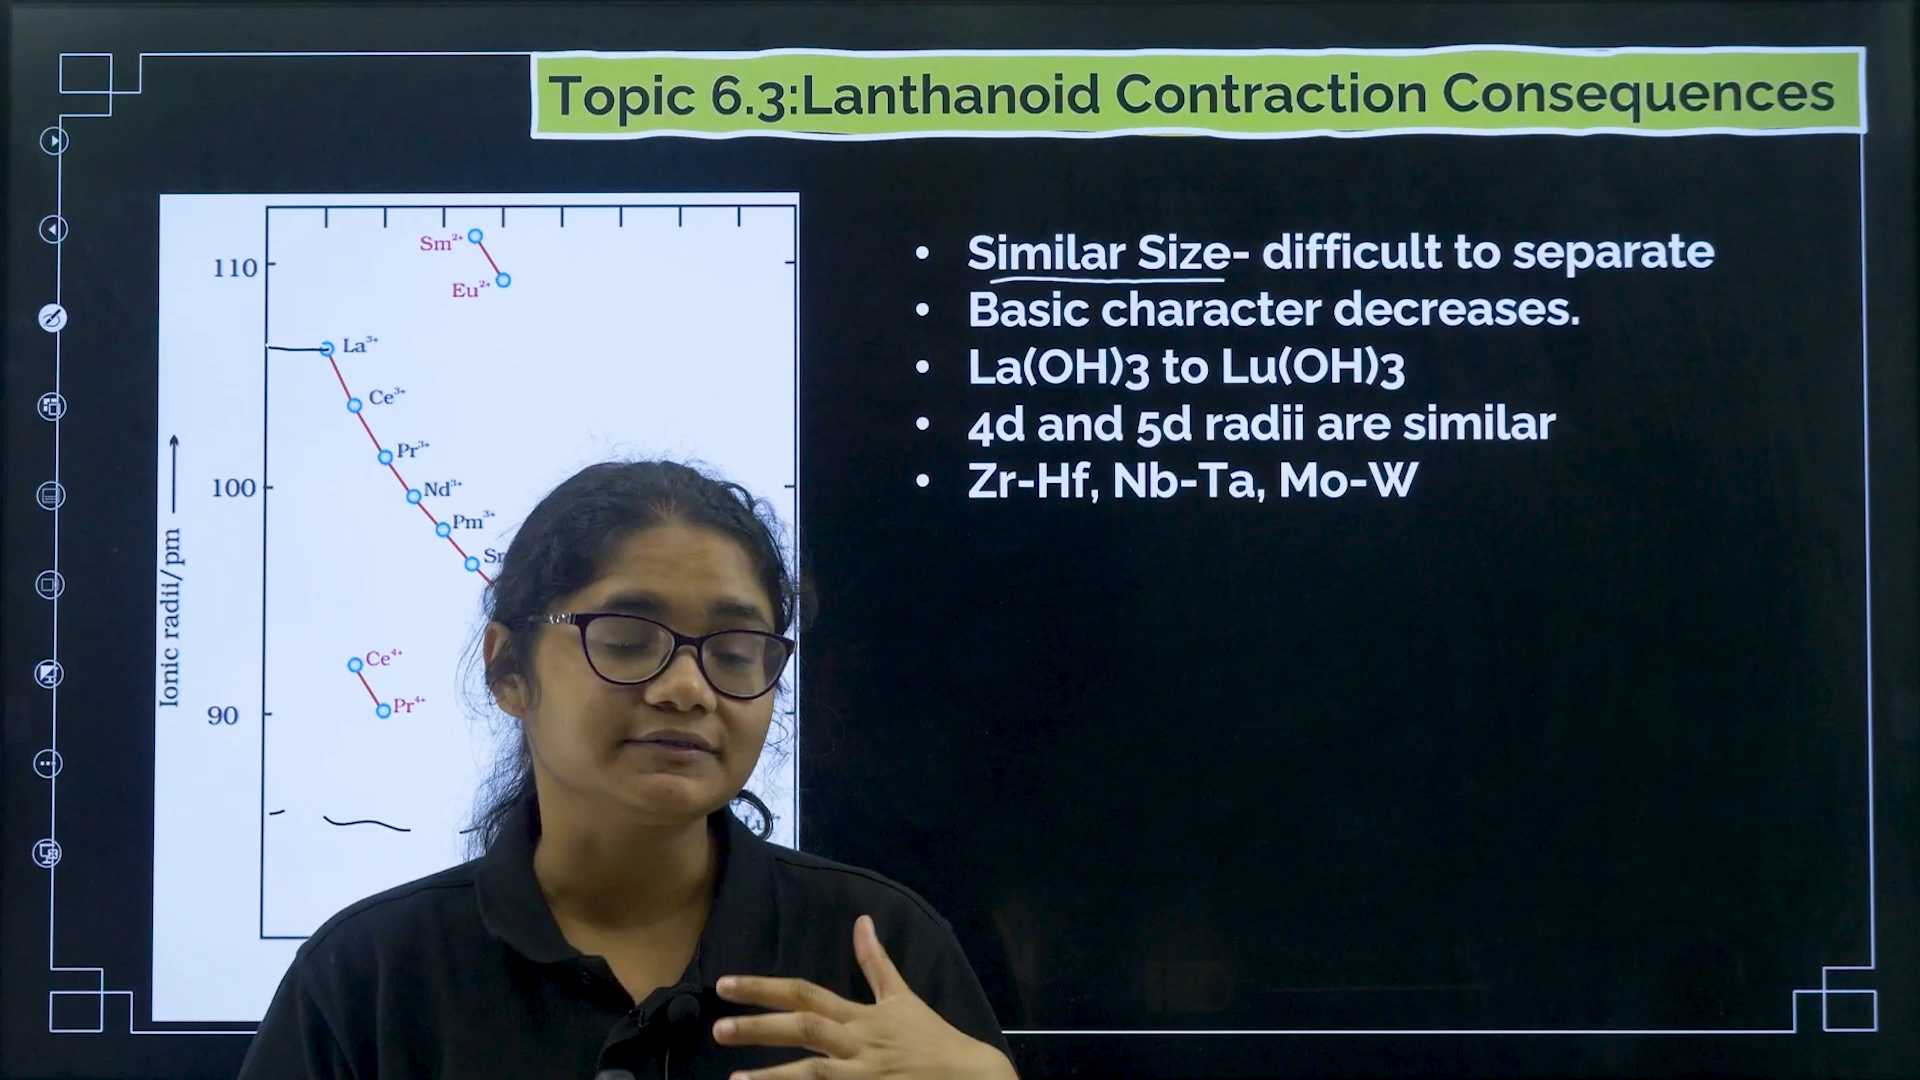 Topic 6.3:Lanthanoid Contraction Consequences
• Similar Size- difficult to separate
• Basic character decreases.
• La(OH)3 to Lu(OH)3
• 4d and 5d radii are similar
• Zr-Hf, Nb-Ta, Mo-W
Ionic radii/pm
110
100
90
Sm²⁺
Eu²⁺
La³⁺
Ce³⁺
Pr³⁺
Nd³⁺
Pm³⁺
Ce⁴⁺
Pr⁴⁺